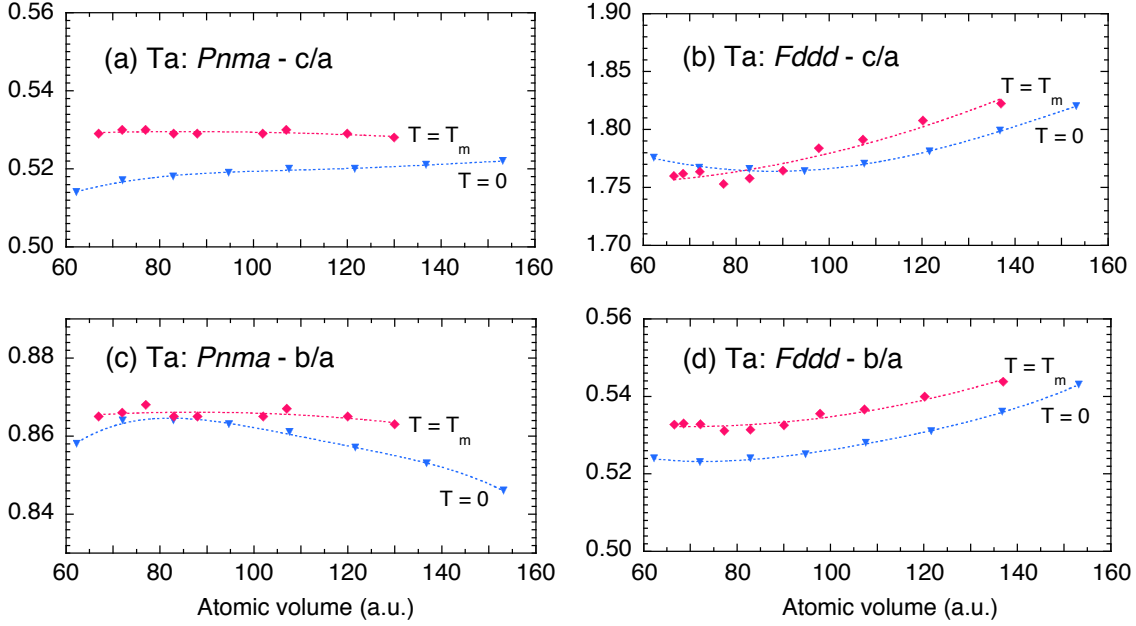 0.56
0.54
0.52
0.50
(a) Ta: Pnma - c/a
T = Tm
T = 0
60 80 100 120 140 160
1.90
1.85
1.80
1.75
1.70
(b) Ta: Fddd - c/a
T = Tm
T = 0
60 80 100 120 140 160
0.88
0.86
0.84
(c) Ta: Pnma - b/a
T = Tm
T = 0
60 80 100 120 140 160
Atomic volume (a.u.)
0.56
0.54
0.52
0.50
(d) Ta: Fddd - b/a
T = Tm
T = 0
60 80 100 120 140 160
Atomic volume (a.u.)